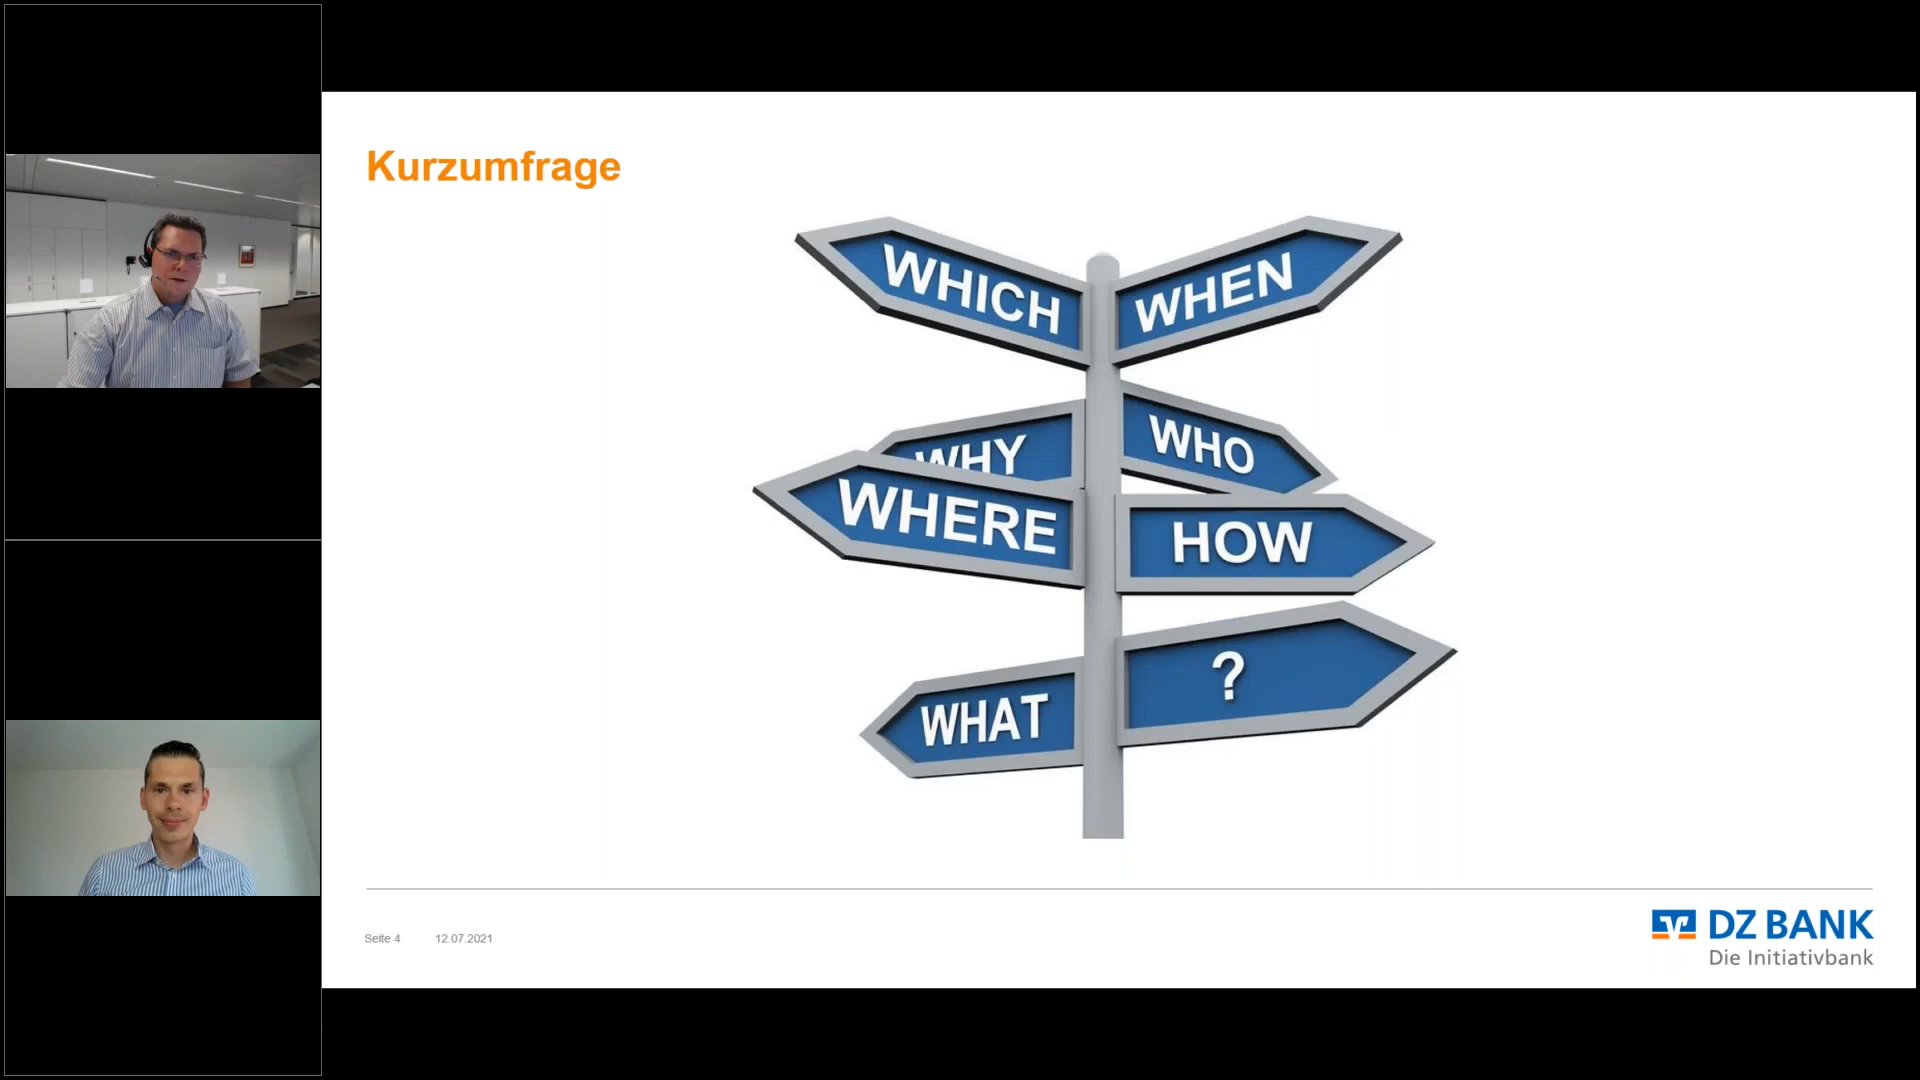 Kurzumfrage
WHICH
WHEN
WHY
WHO
WHERE
HOW
WHAT
?
Seite 4 12.07.2021
DZ BANK
Die Initiativbank